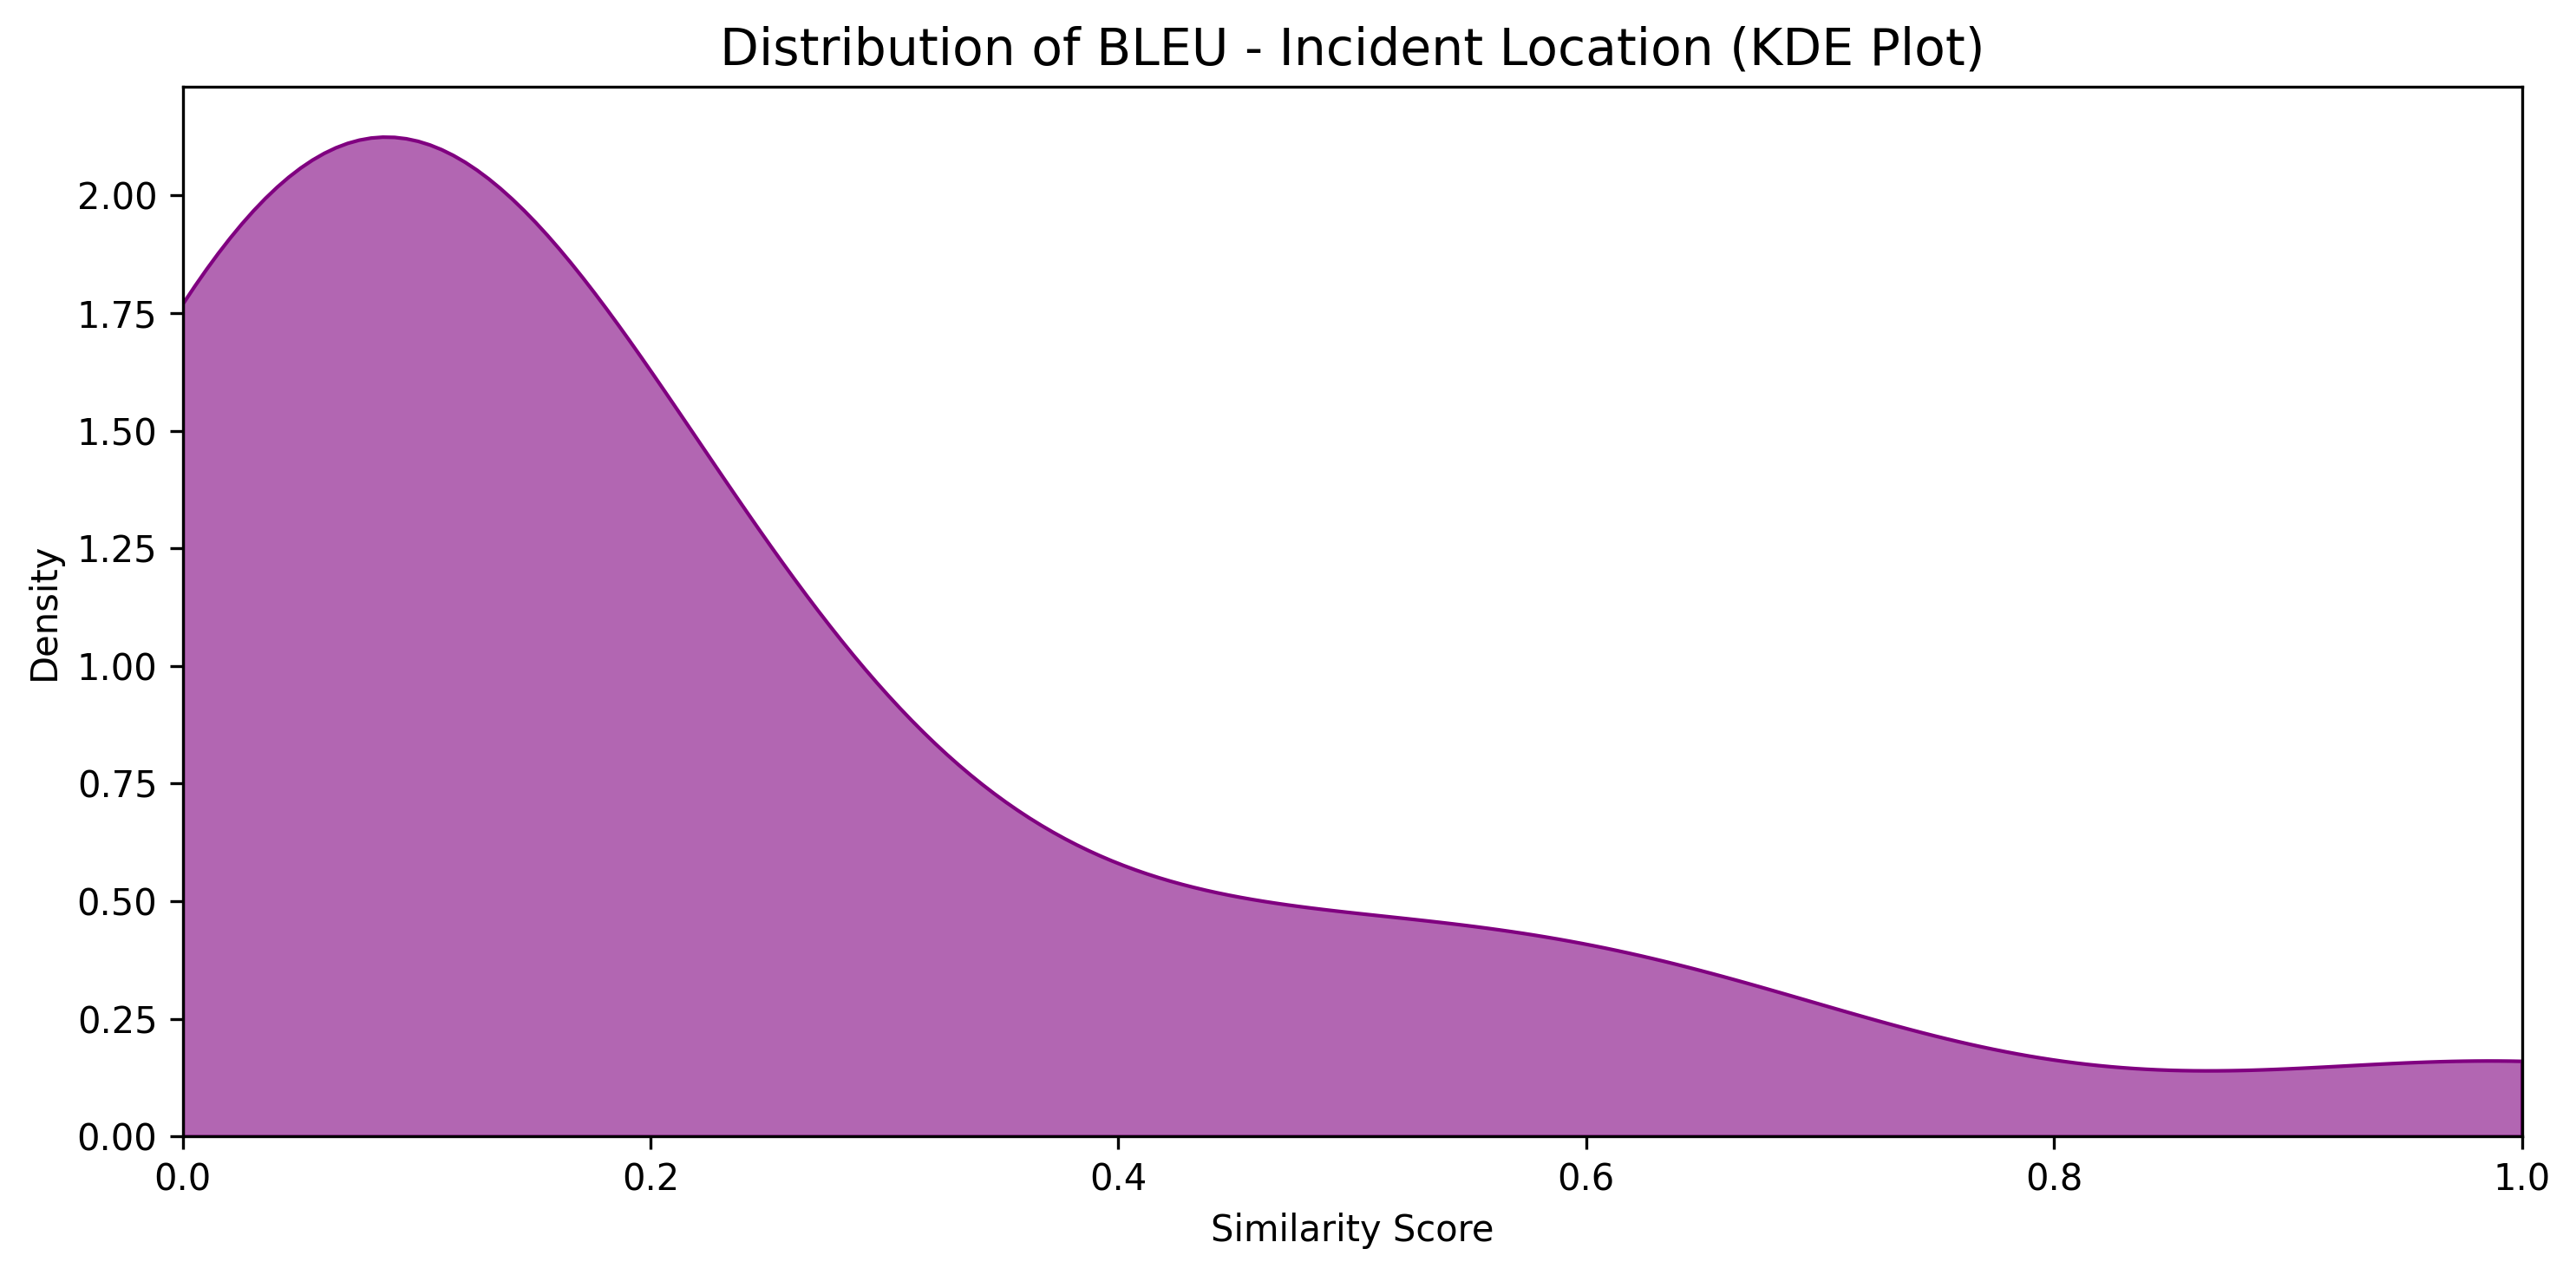 Distribution of BLEU - Incident Location (KDE Plot)
Density
2.00
1.75
1.50
1.25
1.00
0.75
0.50
0.25
0.00
0.0 0.2 0.4 0.6 0.8 1.0
Similarity Score